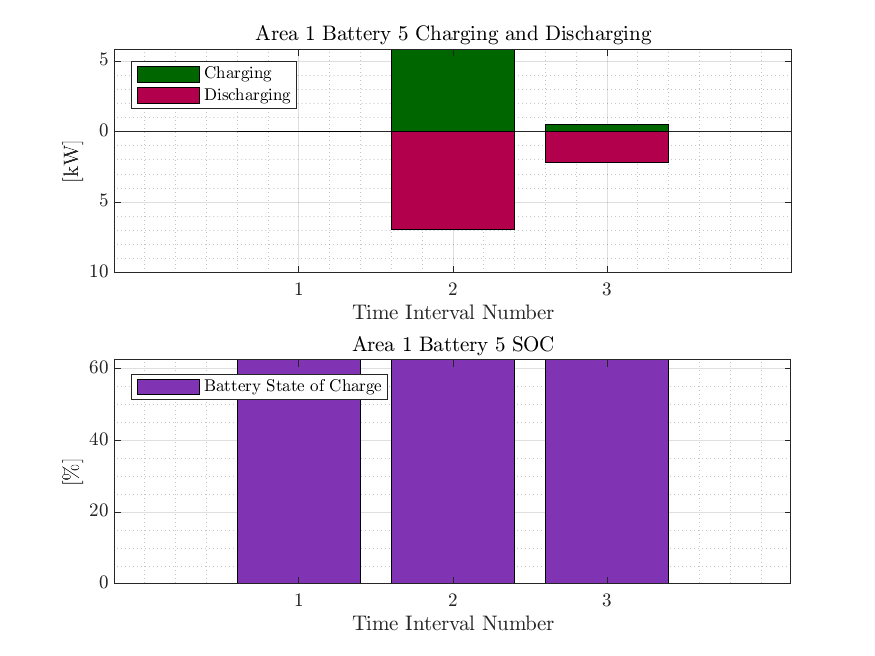 Area 1 Battery 5 Charging and Discharging
5
Charging
Discharging
0
[kW]
5
10
1 2 3
Time Interval Number
Area 1 Battery 5 SOC
60
Battery State of Charge
40
[%]
20
0
1 2 3
Time Interval Number